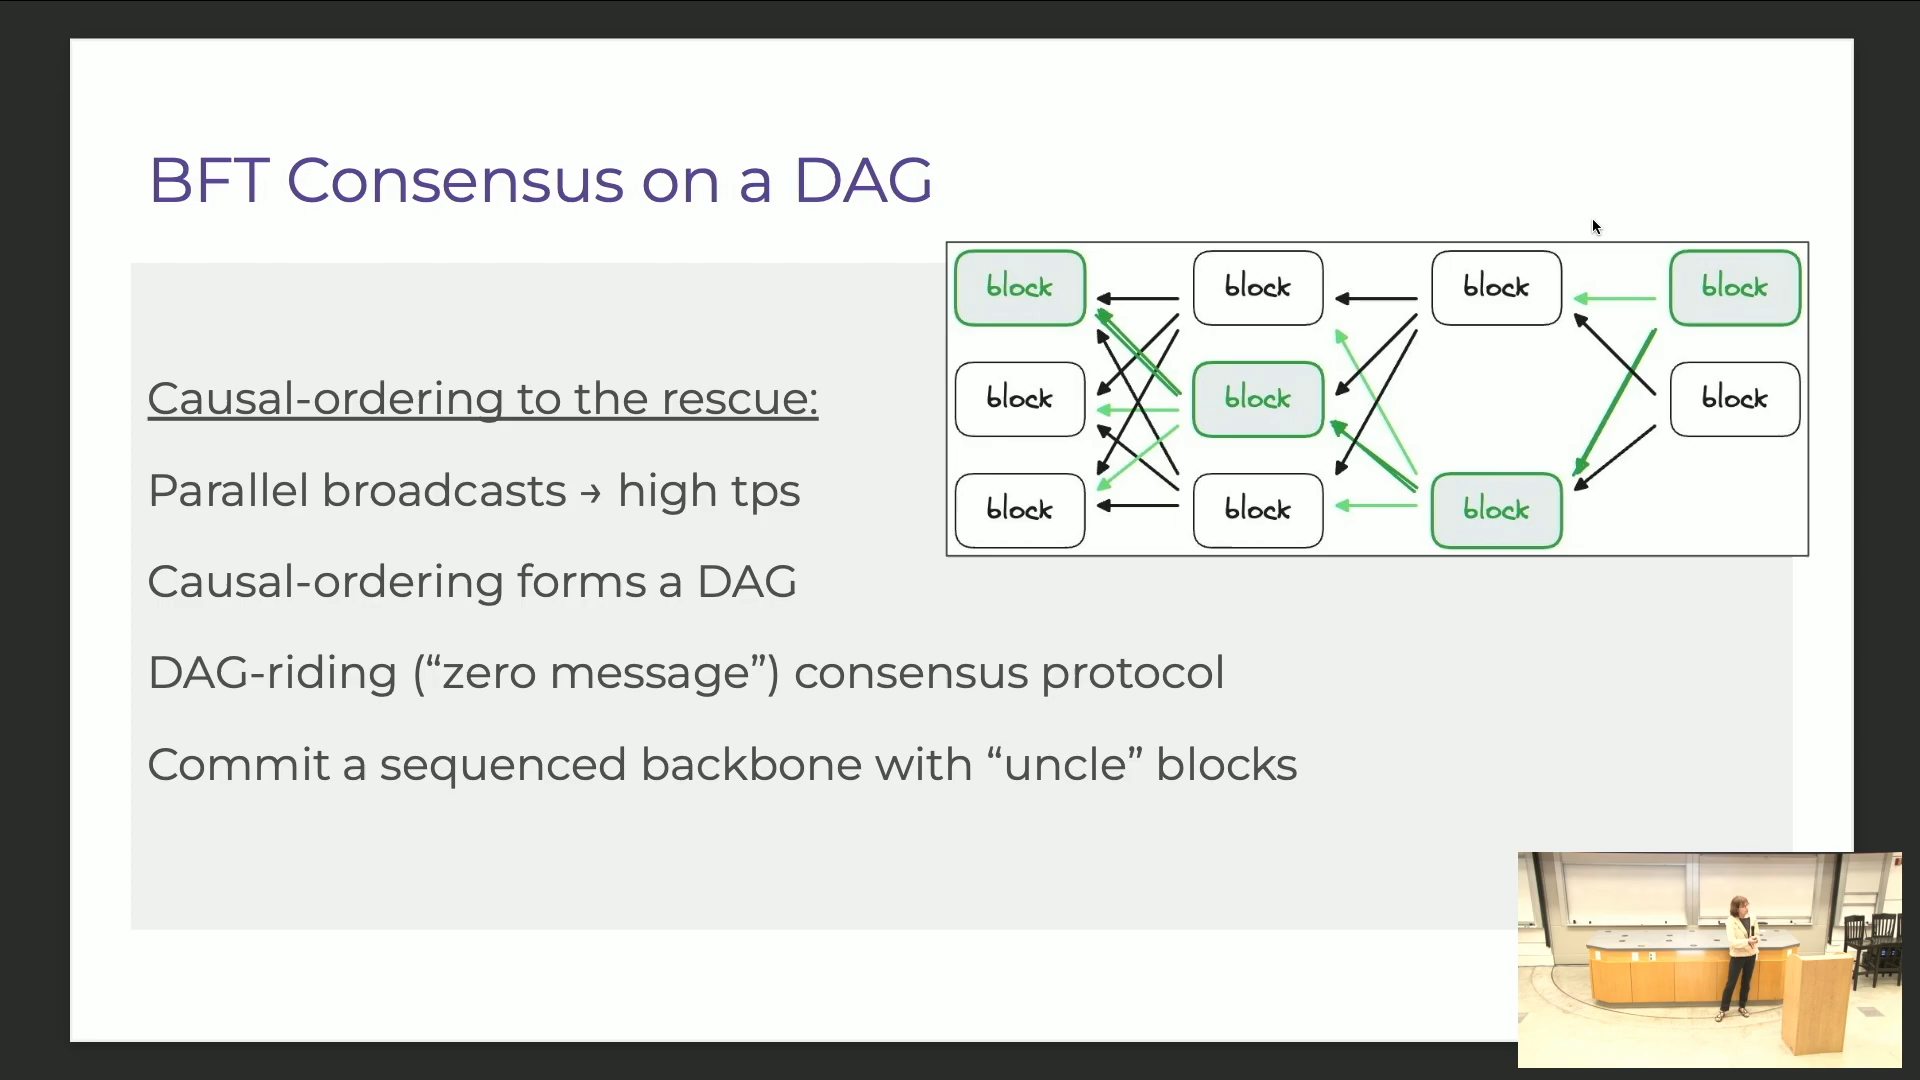 BFT Consensus on a DAG
block block block block
Causal-ordering to the rescue:
block block block
Parallel broadcasts → high tps
block block block
Causal-ordering forms a DAG
DAG-riding (“zero message”) consensus protocol
Commit a sequenced backbone with “uncle” blocks